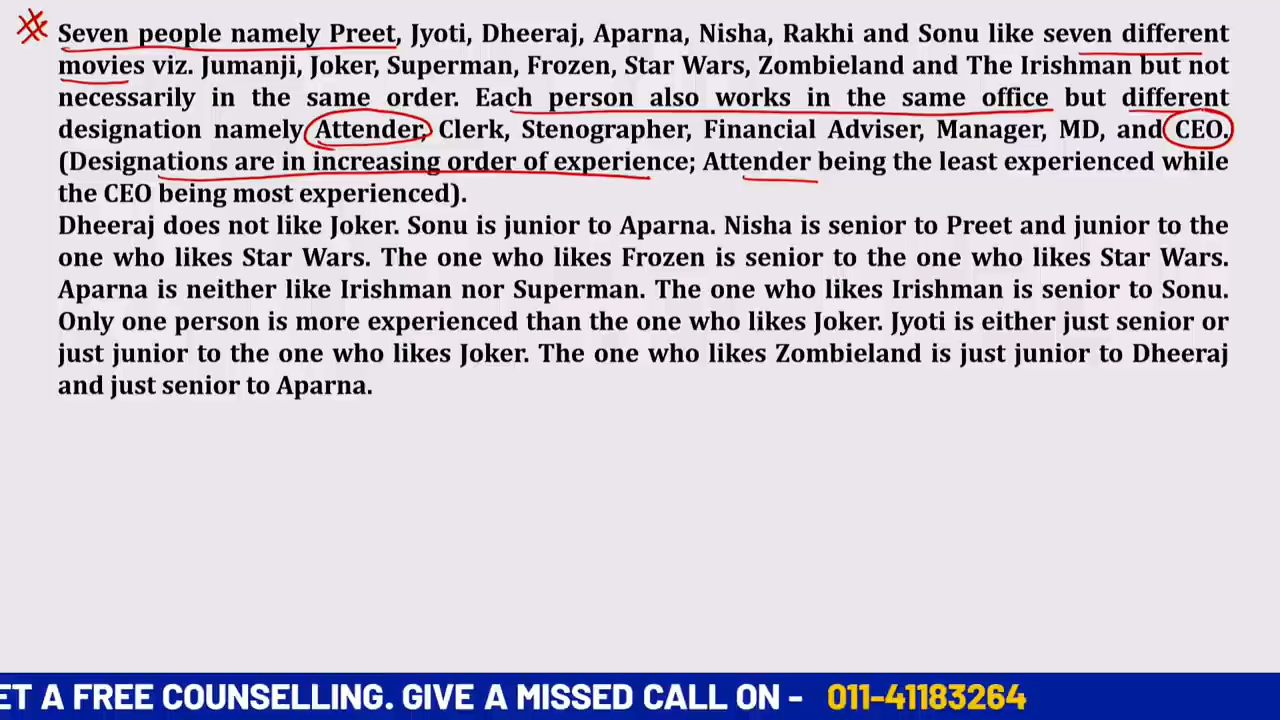 Seven people namely Preet, Jyoti, Dheeraj, Aparna, Nisha, Rakhi and Sonu like seven different
movies viz. Jumanji, Joker, Superman, Frozen, Star Wars, Zombieland and The Irishman but not
necessarily in the same order. Each person also works in the same office but different
designation namely Attender, Clerk, Stenographer, Financial Adviser, Manager, MD, and CEO.
(Designations are in increasing order of experience; Attender being the least experienced while
the CEO being most experienced).
Dheeraj does not like Joker. Sonu is junior to Aparna. Nisha is senior to Preet and junior to the
one who likes Star Wars. The one who likes Frozen is senior to the one who likes Star Wars.
Aparna is neither like Irishman nor Superman. The one who likes Irishman is senior to Sonu.
Only one person is more experienced than the one who likes Joker. Jyoti is either just senior or
just junior to the one who likes Joker. The one who likes Zombieland is just junior to Dheeraj
and just senior to Aparna.
ET A FREE COUNSELLING. GIVE A MISSED CALL ON - 011-41183264